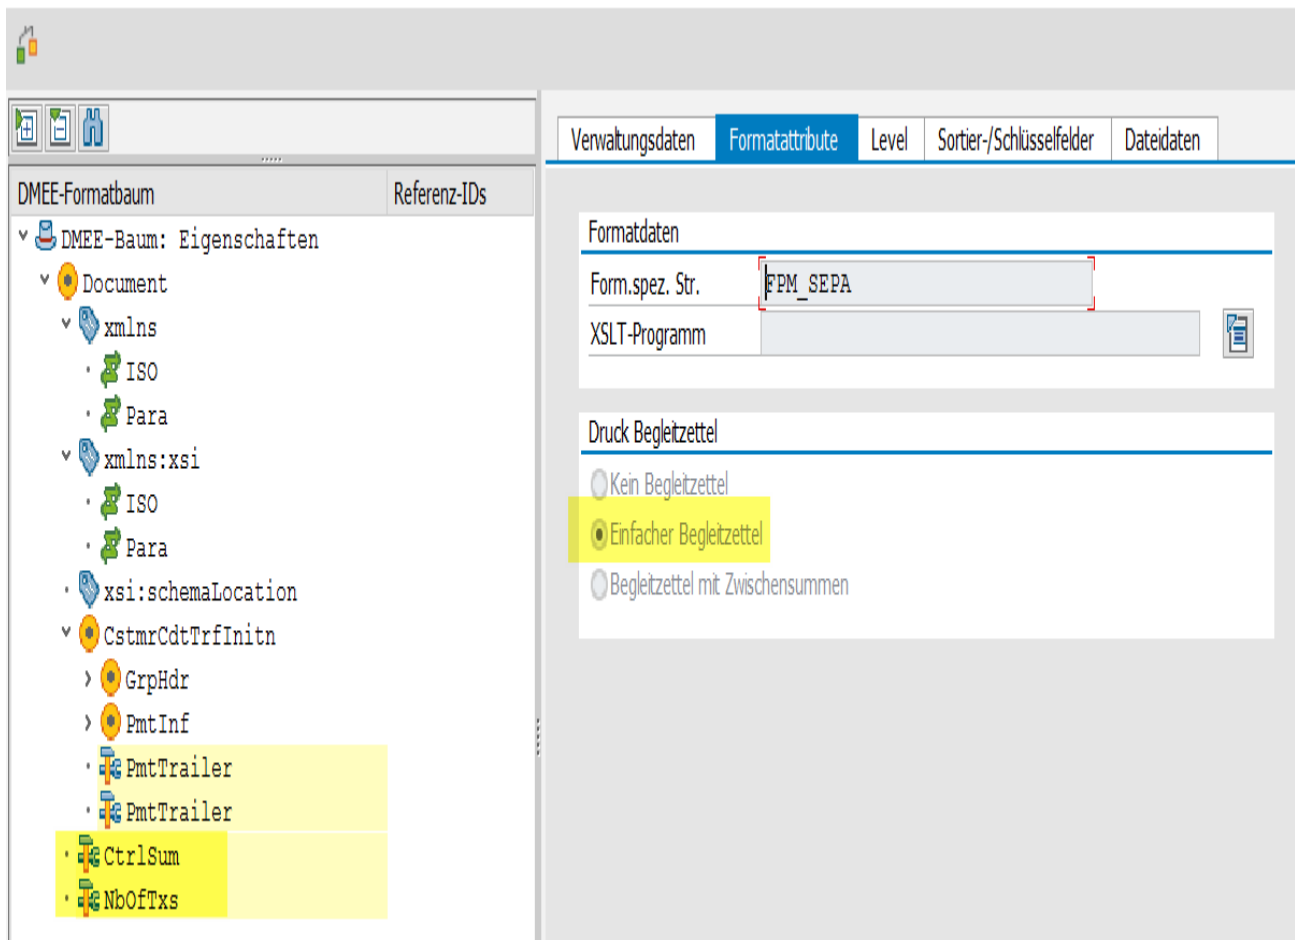 DMEE-Formatbaum Referenz-IDs
DMEE-Baum: Eigenschaften
Document
xmlns
ISO
Para
xmlns:xsi
ISO
Para
xsi:schemaLocation
CstmrCdtTrfInitn
GrpHdr
PmtInf
PmtTrailer
PmtTrailer
CtrlSum
NbOfTxs
Verwaltungsdaten Formatattribute Level Sortier-/Schlüsselfelder Dateidaten
Formatdaten
Form.spez. Str. FPM_SEPA
XSLT-Programm
Druck Begleitzettel
Kein Begleitzettel
Einfacher Begleitzettel
Begleitzettel mit Zwischensummen